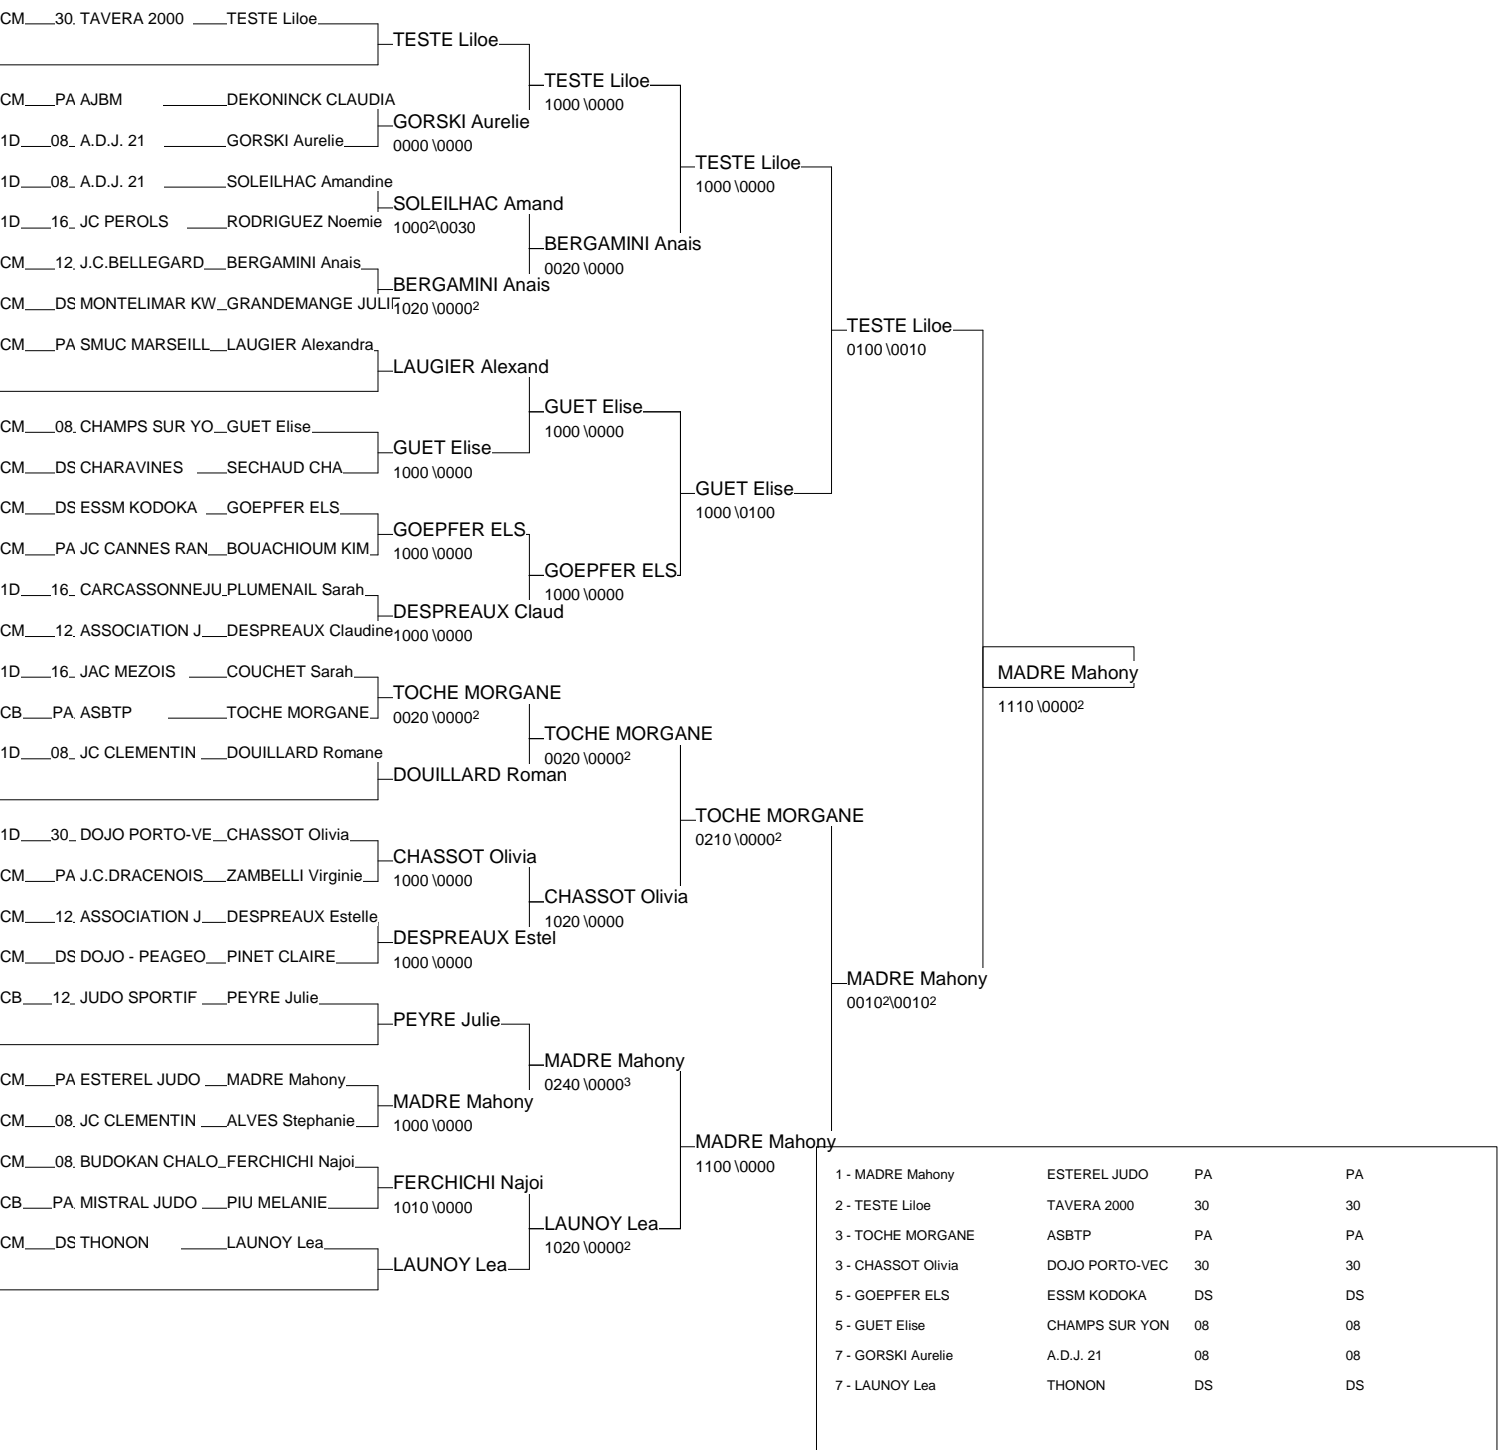 CM 30 TAVERA 2000 TESTE Liloe
TESTE Liloe
TESTE Liloe
1000 \0000
CM PA AJBM DEKONINCK CLAUDIA
GORSKI Aurelie
0000 \0000
1D 08 A.D.J. 21 GORSKI Aurelie
TESTE Liloe
1000 \0000
1D 08 A.D.J. 21 SOLEILHAC Amandine
SOLEILHAC Amand
1000² \0030
1D 16 JC PEROLS RODRIGUEZ Noemie
BERGAMINI Anais
0020 \0000
CM 12 J.C.BELLEGARD BERGAMINI Anais
BERGAMINI Anais
1020 \0000²
CM DS MONTELIMAR KW GRANDEMANGE JULIE
TESTE Liloe
0100 \0010
CM PA SMUC MARSEILL LAUGIER Alexandra
LAUGIER Alexand
GUET Elise
1000 \0000
CM 08 CHAMPS SUR YO GUET Elise
GUET Elise
1000 \0000
CM DS CHARAVINES SECHAUD CHA
GUET Elise
1000 \0100
CM DS ESSM KODOKA GOEPFER ELS
GOEPFER ELS
1000 \0000
CM PA JC CANNES RAN BOUACHIOUM KIM
GOEPFER ELS
1000 \0000
1D 16 CARCASSONNEJU PLUMENAIL Sarah
DESPREAUX Claud
1000 \0000
CM 12 ASSOCIATION J DESPREAUX Claudine
MADRE Mahony
1110 \0000²
1D 16 JAC MEZOIS COUCHET Sarah
TOCHE MORGANE
0020 \0000²
CB PA ASBTP TOCHE MORGANE
TOCHE MORGANE
0020 \0000²
1D 08 JC CLEMENTIN DOUILLARD Romane
DOUILLARD Roman
TOCHE MORGANE
0210 \0000²
1D 30 DOJO PORTO-VE CHASSOT Olivia
CHASSOT Olivia
1000 \0000
CM PA J.C.DRACENOIS ZAMBELLI Virginie
CHASSOT Olivia
1020 \0000
CM 12 ASSOCIATION J DESPREAUX Estelle
DESPREAUX Estel
1000 \0000
CM DS DOJO - PEAGEO PINET CLAIRE
MADRE Mahony
0010² \0010²
CB 12 JUDO SPORTIF PEYRE Julie
PEYRE Julie
MADRE Mahony
0240 \0000³
CM PA ESTEREL JUDO MADRE Mahony
MADRE Mahony
1000 \0000
CM 08 JC CLEMENTIN ALVES Stephanie
MADRE Mahony
1100 \0000
CM 08 BUDOKAN CHALO FERCHICHI Najoi
FERCHICHI Najoi
1010 \0000
CB PA MISTRAL JUDO PIU MELANIE
LAUNOY Lea
1020 \0000²
CM DS THONON LAUNOY Lea
LAUNOY Lea
1 - MADRE Mahony ESTEREL JUDO PA PA
2 - TESTE Liloe TAVERA 2000 30 30
3 - TOCHE MORGANE ASBTP PA PA
3 - CHASSOT Olivia DOJO PORTO-VEC 30 30
5 - GOEPFER ELS ESSM KODOKA DS DS
5 - GUET Elise CHAMPS SUR YON 08 08
7 - GORSKI Aurelie A.D.J. 21 08 08
7 - LAUNOY Lea THONON DS DS